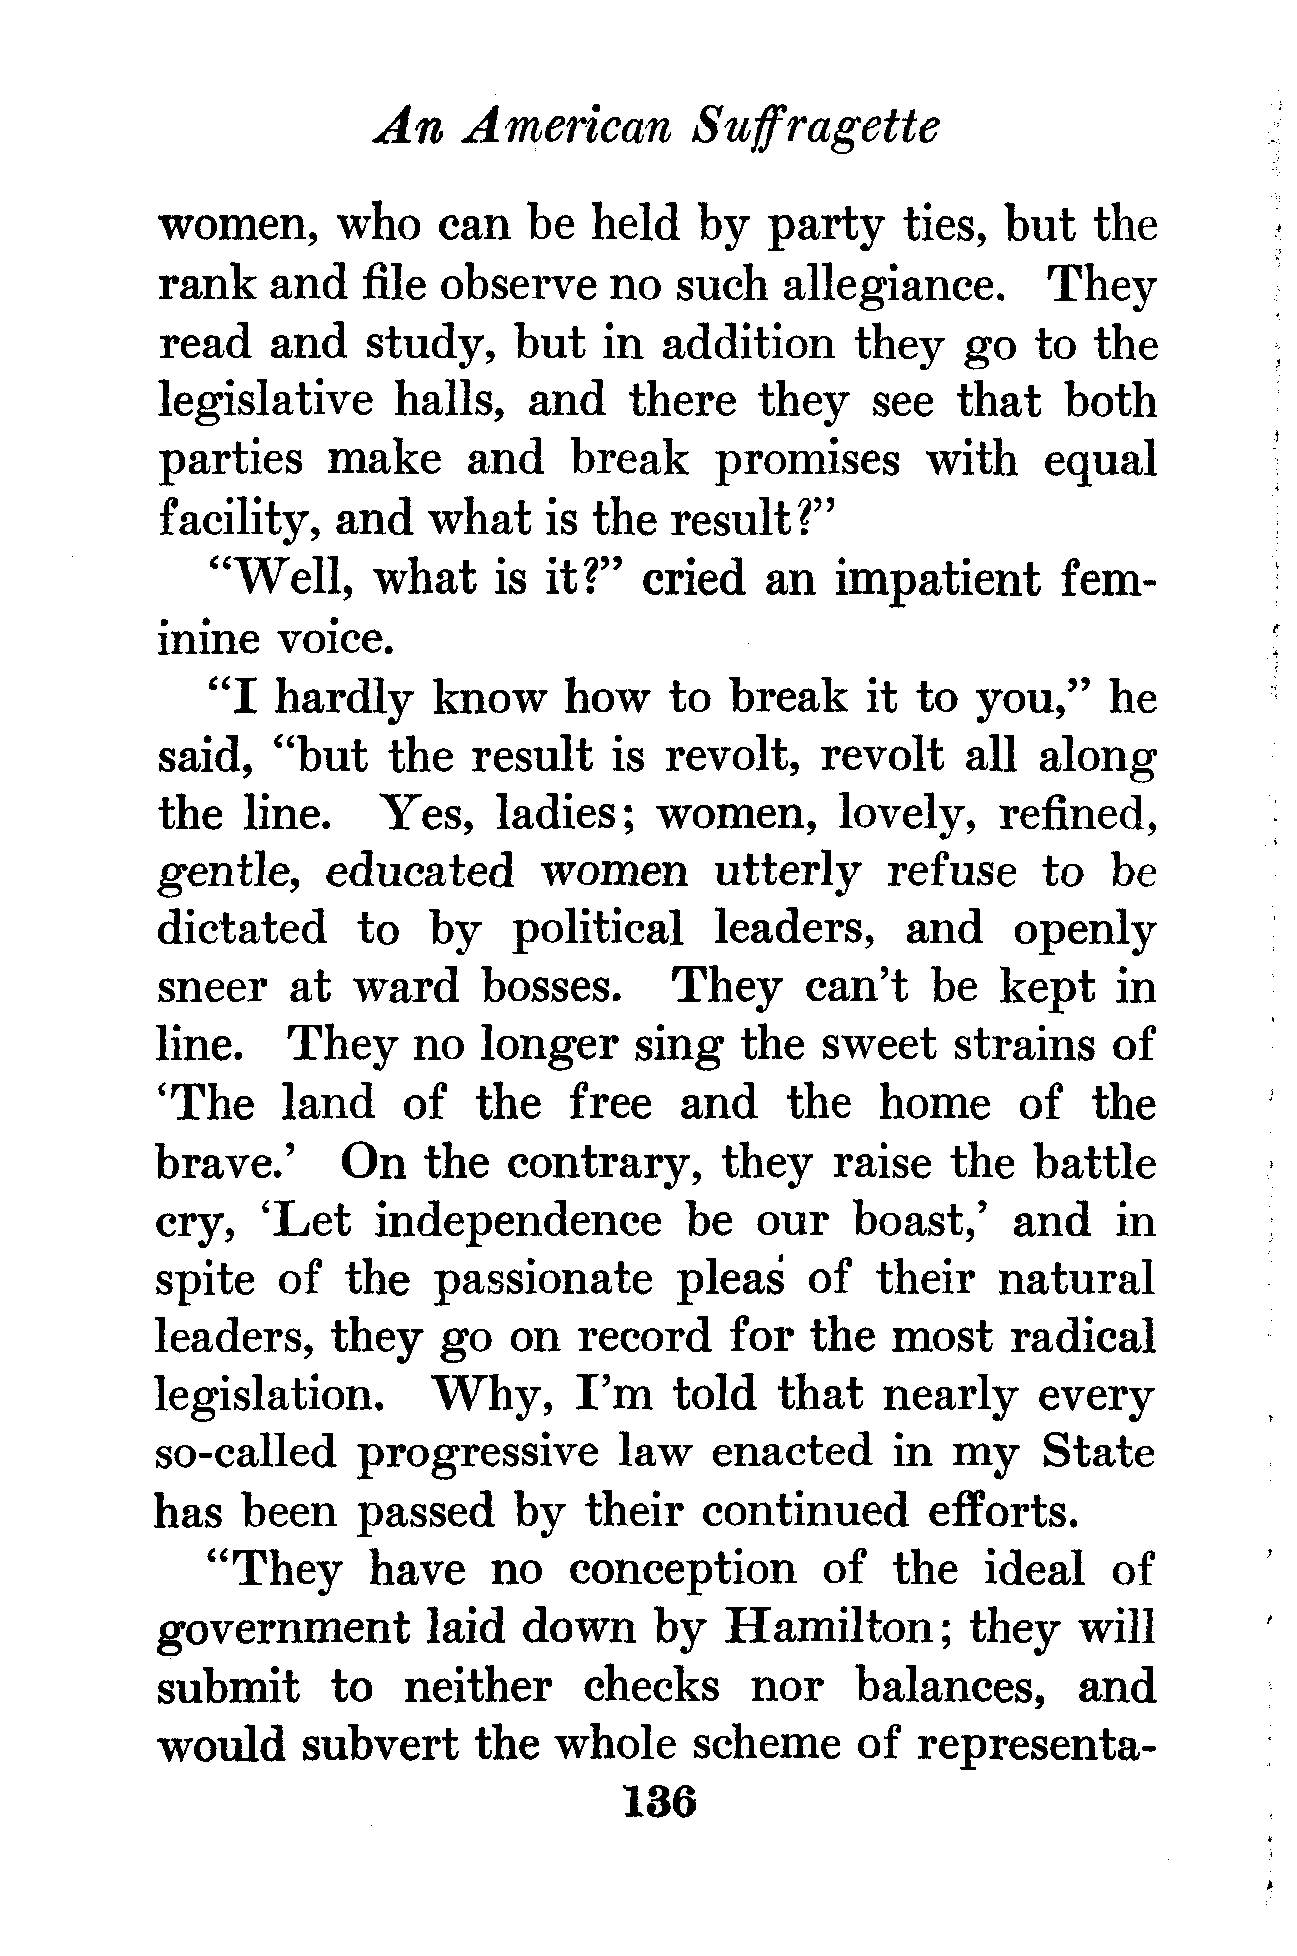 An American Suffragette
women, who can be held by party ties, but the
rank and file observe no such allegiance. They
read and study, but in addition they go to the
legislative halls, and there they see that both
parties make and break promises with equal
facility, and what is the result?”
“Well, what is it?” cried an impatient fem-
inine voice.
“I hardly know how to break it to you,” he
said, “but the result is revolt, revolt all along
the line. Yes, ladies; women, lovely, refined,
gentle, educated women utterly refuse to be
dictated to by political leaders, and openly
sneer at ward bosses. They can’t be kept in
line. They no longer sing the sweet strains of
‘The land of the free and the home of the
brave.’ On the contrary, they raise the battle
cry, ‘Let independence be our boast,’ and in
spite of the passionate pleas of their natural
leaders, they go on record for the most radical
legislation. Why, I’m told that nearly every
so-called progressive law enacted in my State
has been passed by their continued efforts.
“They have no conception of the ideal of
government laid down by Hamilton; they will
submit to neither checks nor balances, and
would subvert the whole scheme of representa-
136